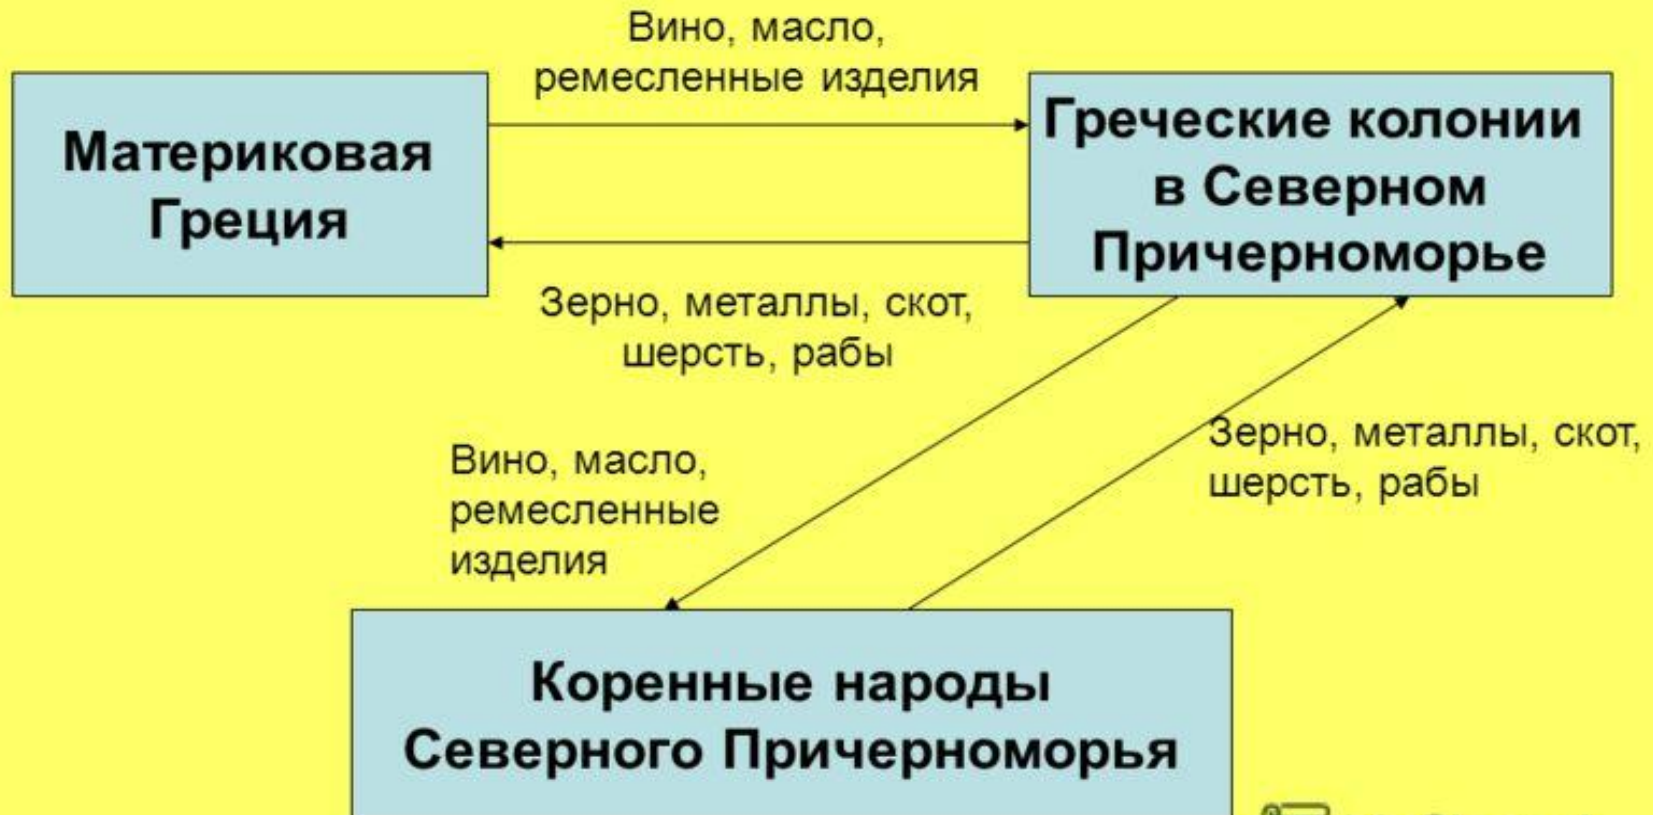 Вино, масло,
ремесленные изделия
Материковая
Греция
Греческие колонии
в Северном
Причерноморье
Зерно, металлы, скот,
шерсть, рабы
Вино, масло,
ремесленные
изделия
Зерно, металлы, скот,
шерсть, рабы
Коренные народы
Северного Причерноморья